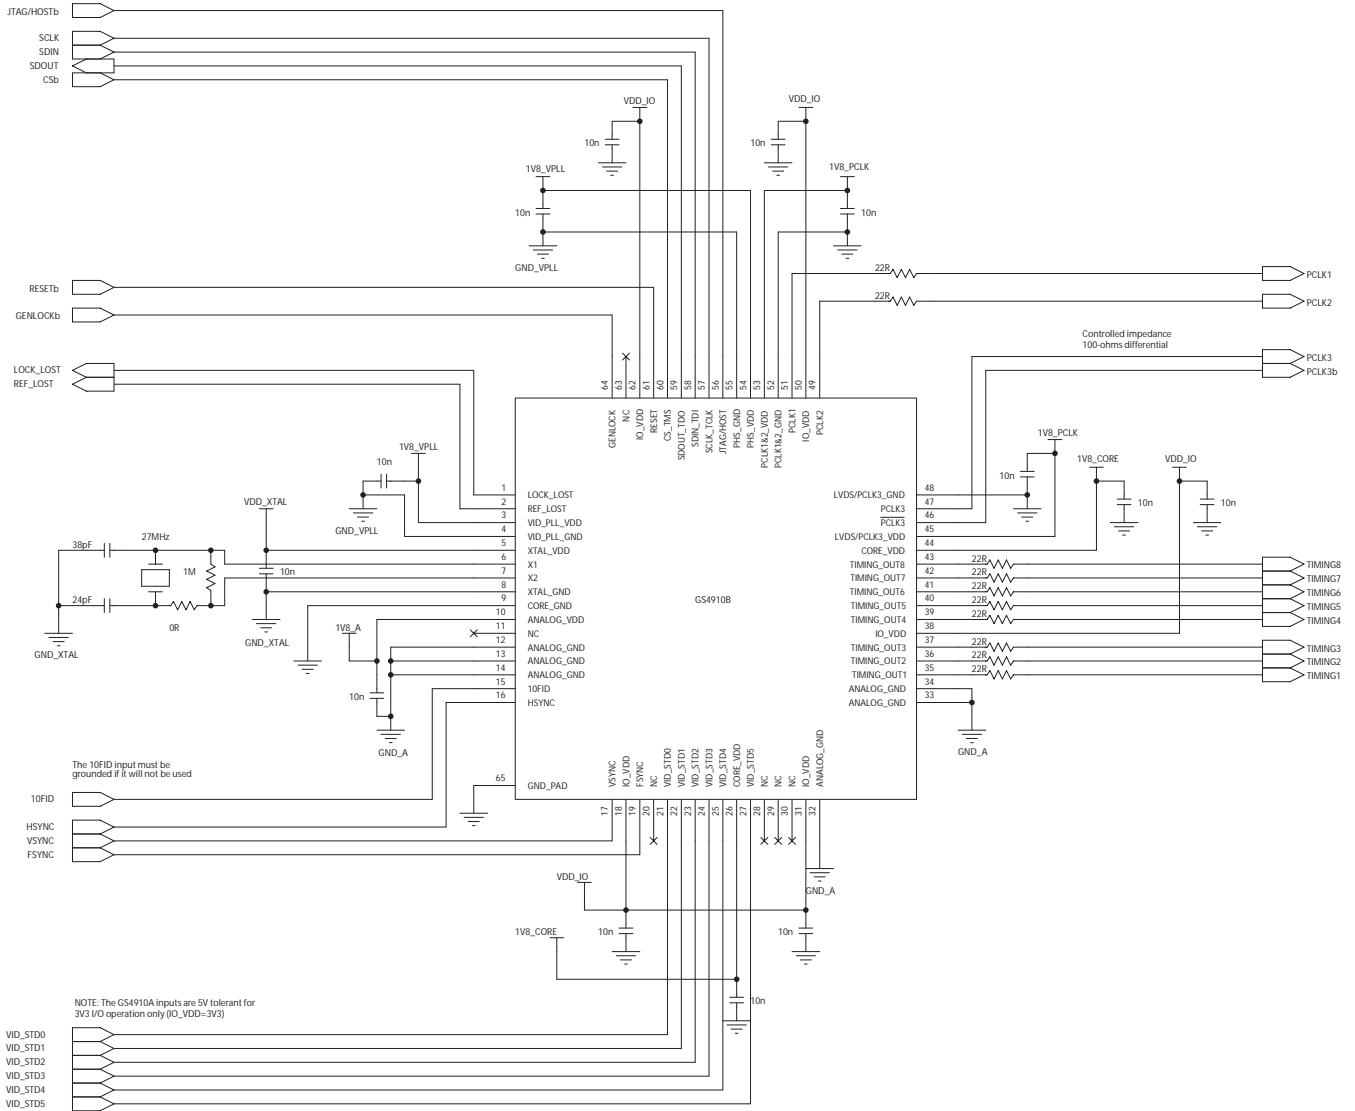 JTAG/HOSTb
SCLK
SDIN
SDOUT
CSb
VDD_IO
VDD_IO
10n
10n
1V8_VPLL
1V8_PCLK
10n
10n
GND_VPLL
22R
PCLK1
RESETb
22R
PCLK2
GENLOCKb
Controlled impedance
100-ohms differential
PCLK3
LOCK_LOST
PCLK3b
REF_LOST
64
63
62
61
60
59
58
57
56
55
54
53
52
51
50
49
GENLOCK
NC
IO_VDD
RESET
CS_TMS
SDOUT_TDO
SDIN_TDI
SCLK_TCLK
JTAG/HOST
PHS_GND
PHS_VDD
PCLK1&2_VDD
PCLK1&2_GND
PCLK1
IO_VDD
PCLK2
1V8_VPLL
10n
GND_VPLL
VDD_XTAL
27MHz
38pF
1M
10n
24pF
0R
GND_XTAL
GND_XTAL
1V8_A
10n
GND_A
1 LOCK_LOST
2 REF_LOST
3 VID_PLL_VDD
4 VID_PLL_GND
5 XTAL_VDD
6 X1
7 X2
8 XTAL_GND
9 CORE_GND
10 ANALOG_VDD
11 NC
12 ANALOG_GND
13 ANALOG_GND
14 ANALOG_GND
15 10FID
16 HSYNC
65 GND_PAD
GS4910B
LVDS/PCLK3_GND 48
PCLK3 47
PCLK3 46
LVDS/PCLK3_VDD 45
CORE_VDD 44
TIMING_OUT8 43
TIMING_OUT7 42
TIMING_OUT6 41
TIMING_OUT5 40
TIMING_OUT4 39
IO_VDD 38
TIMING_OUT3 37
TIMING_OUT2 36
TIMING_OUT1 35
ANALOG_GND 34
ANALOG_GND 33
1V8_PCLK
10n
1V8_CORE
10n
VDD_IO
10n
22R TIMING8
22R TIMING7
22R TIMING6
22R TIMING5
22R TIMING4
22R TIMING3
22R TIMING2
22R TIMING1
GND_A
VSYNC
IO_VDD
FSYNC
NC
VID_STD0
VID_STD1
VID_STD2
VID_STD3
VID_STD4
CORE_VDD
VID_STD5
NC
NC
NC
IO_VDD
ANALOG_GND
17
18
19
20
21
22
23
24
25
26
27
28
29
30
31
32
The 10FID input must be
grounded if it will not be used
10FID
HSYNC
VSYNC
FSYNC
VDD_IO
GND_A
1V8_CORE
10n
10n
10n
NOTE: The GS4910A inputs are 5V tolerant for
3V3 I/O operation only (IO_VDD=3V3)
VID_STD0
VID_STD1
VID_STD2
VID_STD3
VID_STD4
VID_STD5